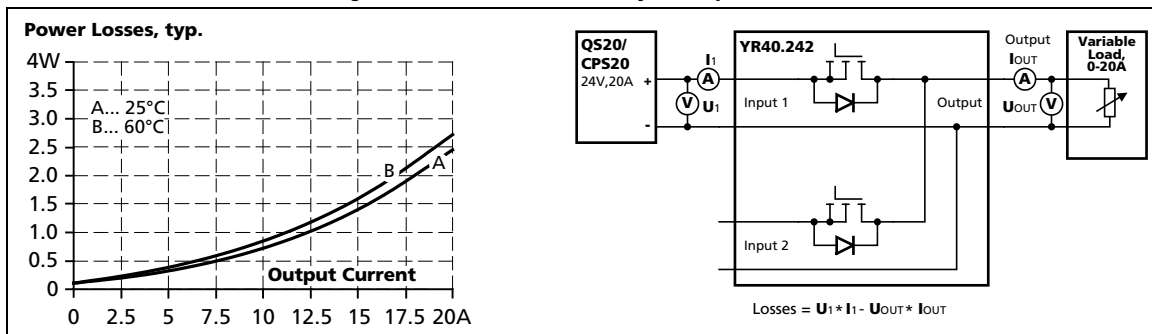 Power Losses, typ.
4W
3.5
3.0
2.5
2.0
1.5
1.0
0.5
0
A... 25°C
B... 60°C
B
A
Output Current
0 2.5 5 7.5 10 12.5 15 17.5 20A
QS20/
CPS20
24V,20A +
-
I1
A
V U1
YR40.242
Input 1
Output
Input 2
Output
IOUT
A
UOUT V
Variable
Load,
0-20A
Losses = U1* I1 - UOUT* IOUT